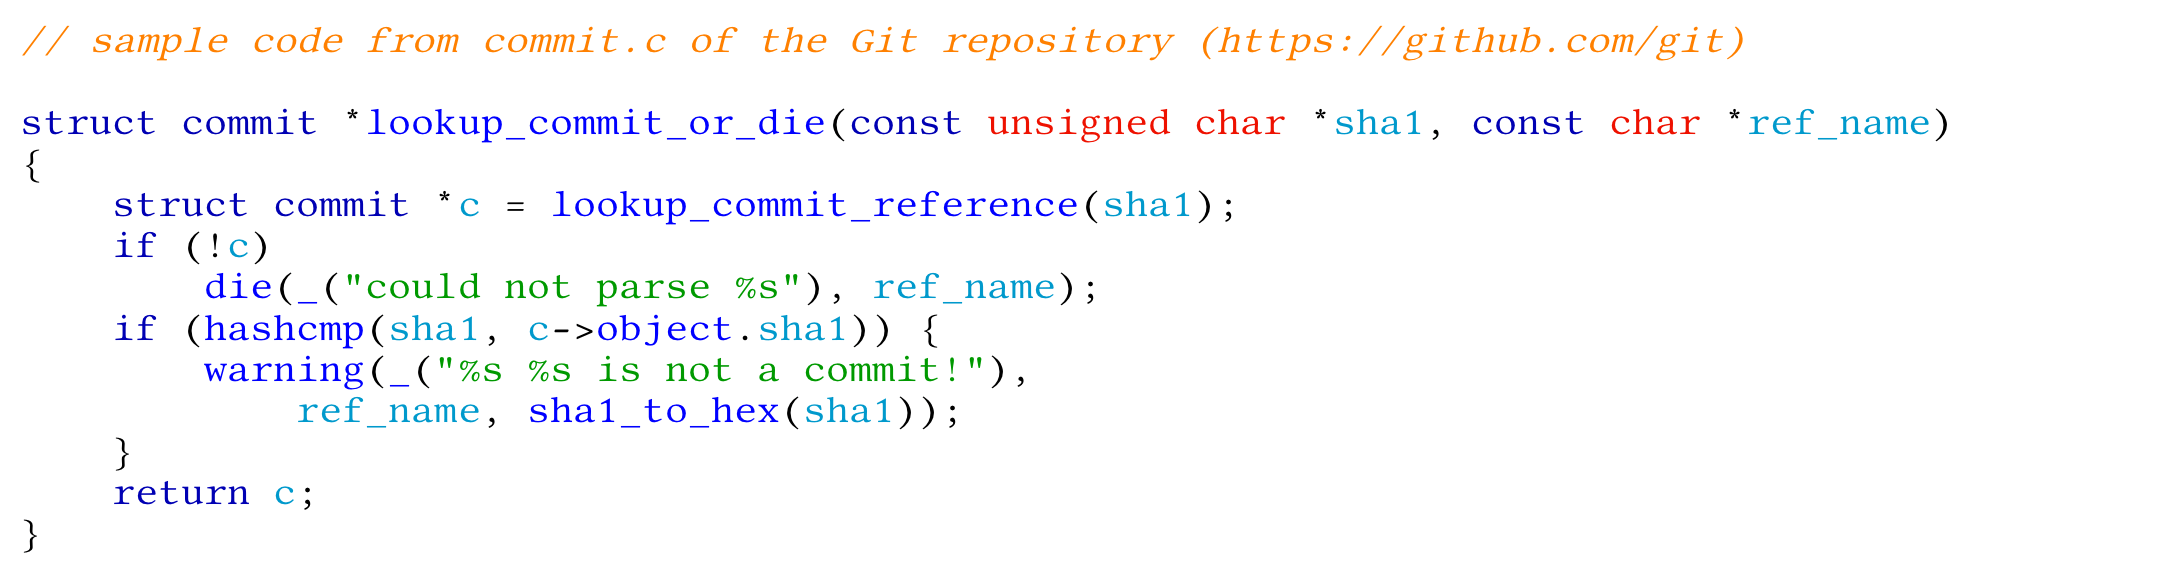 // sample code from commit.c of the Git repository (https://github.com/git)

struct commit *lookup_commit_or_die(const unsigned char *sha1, const char *ref_name)
{
    struct commit *c = lookup_commit_reference(sha1);
    if (!c)
        die(_("could not parse %s"), ref_name);
    if (hashcmp(sha1, c->object.sha1)) {
        warning(_("%s %s is not a commit!"),
            ref_name, sha1_to_hex(sha1));
    }
    return c;
}